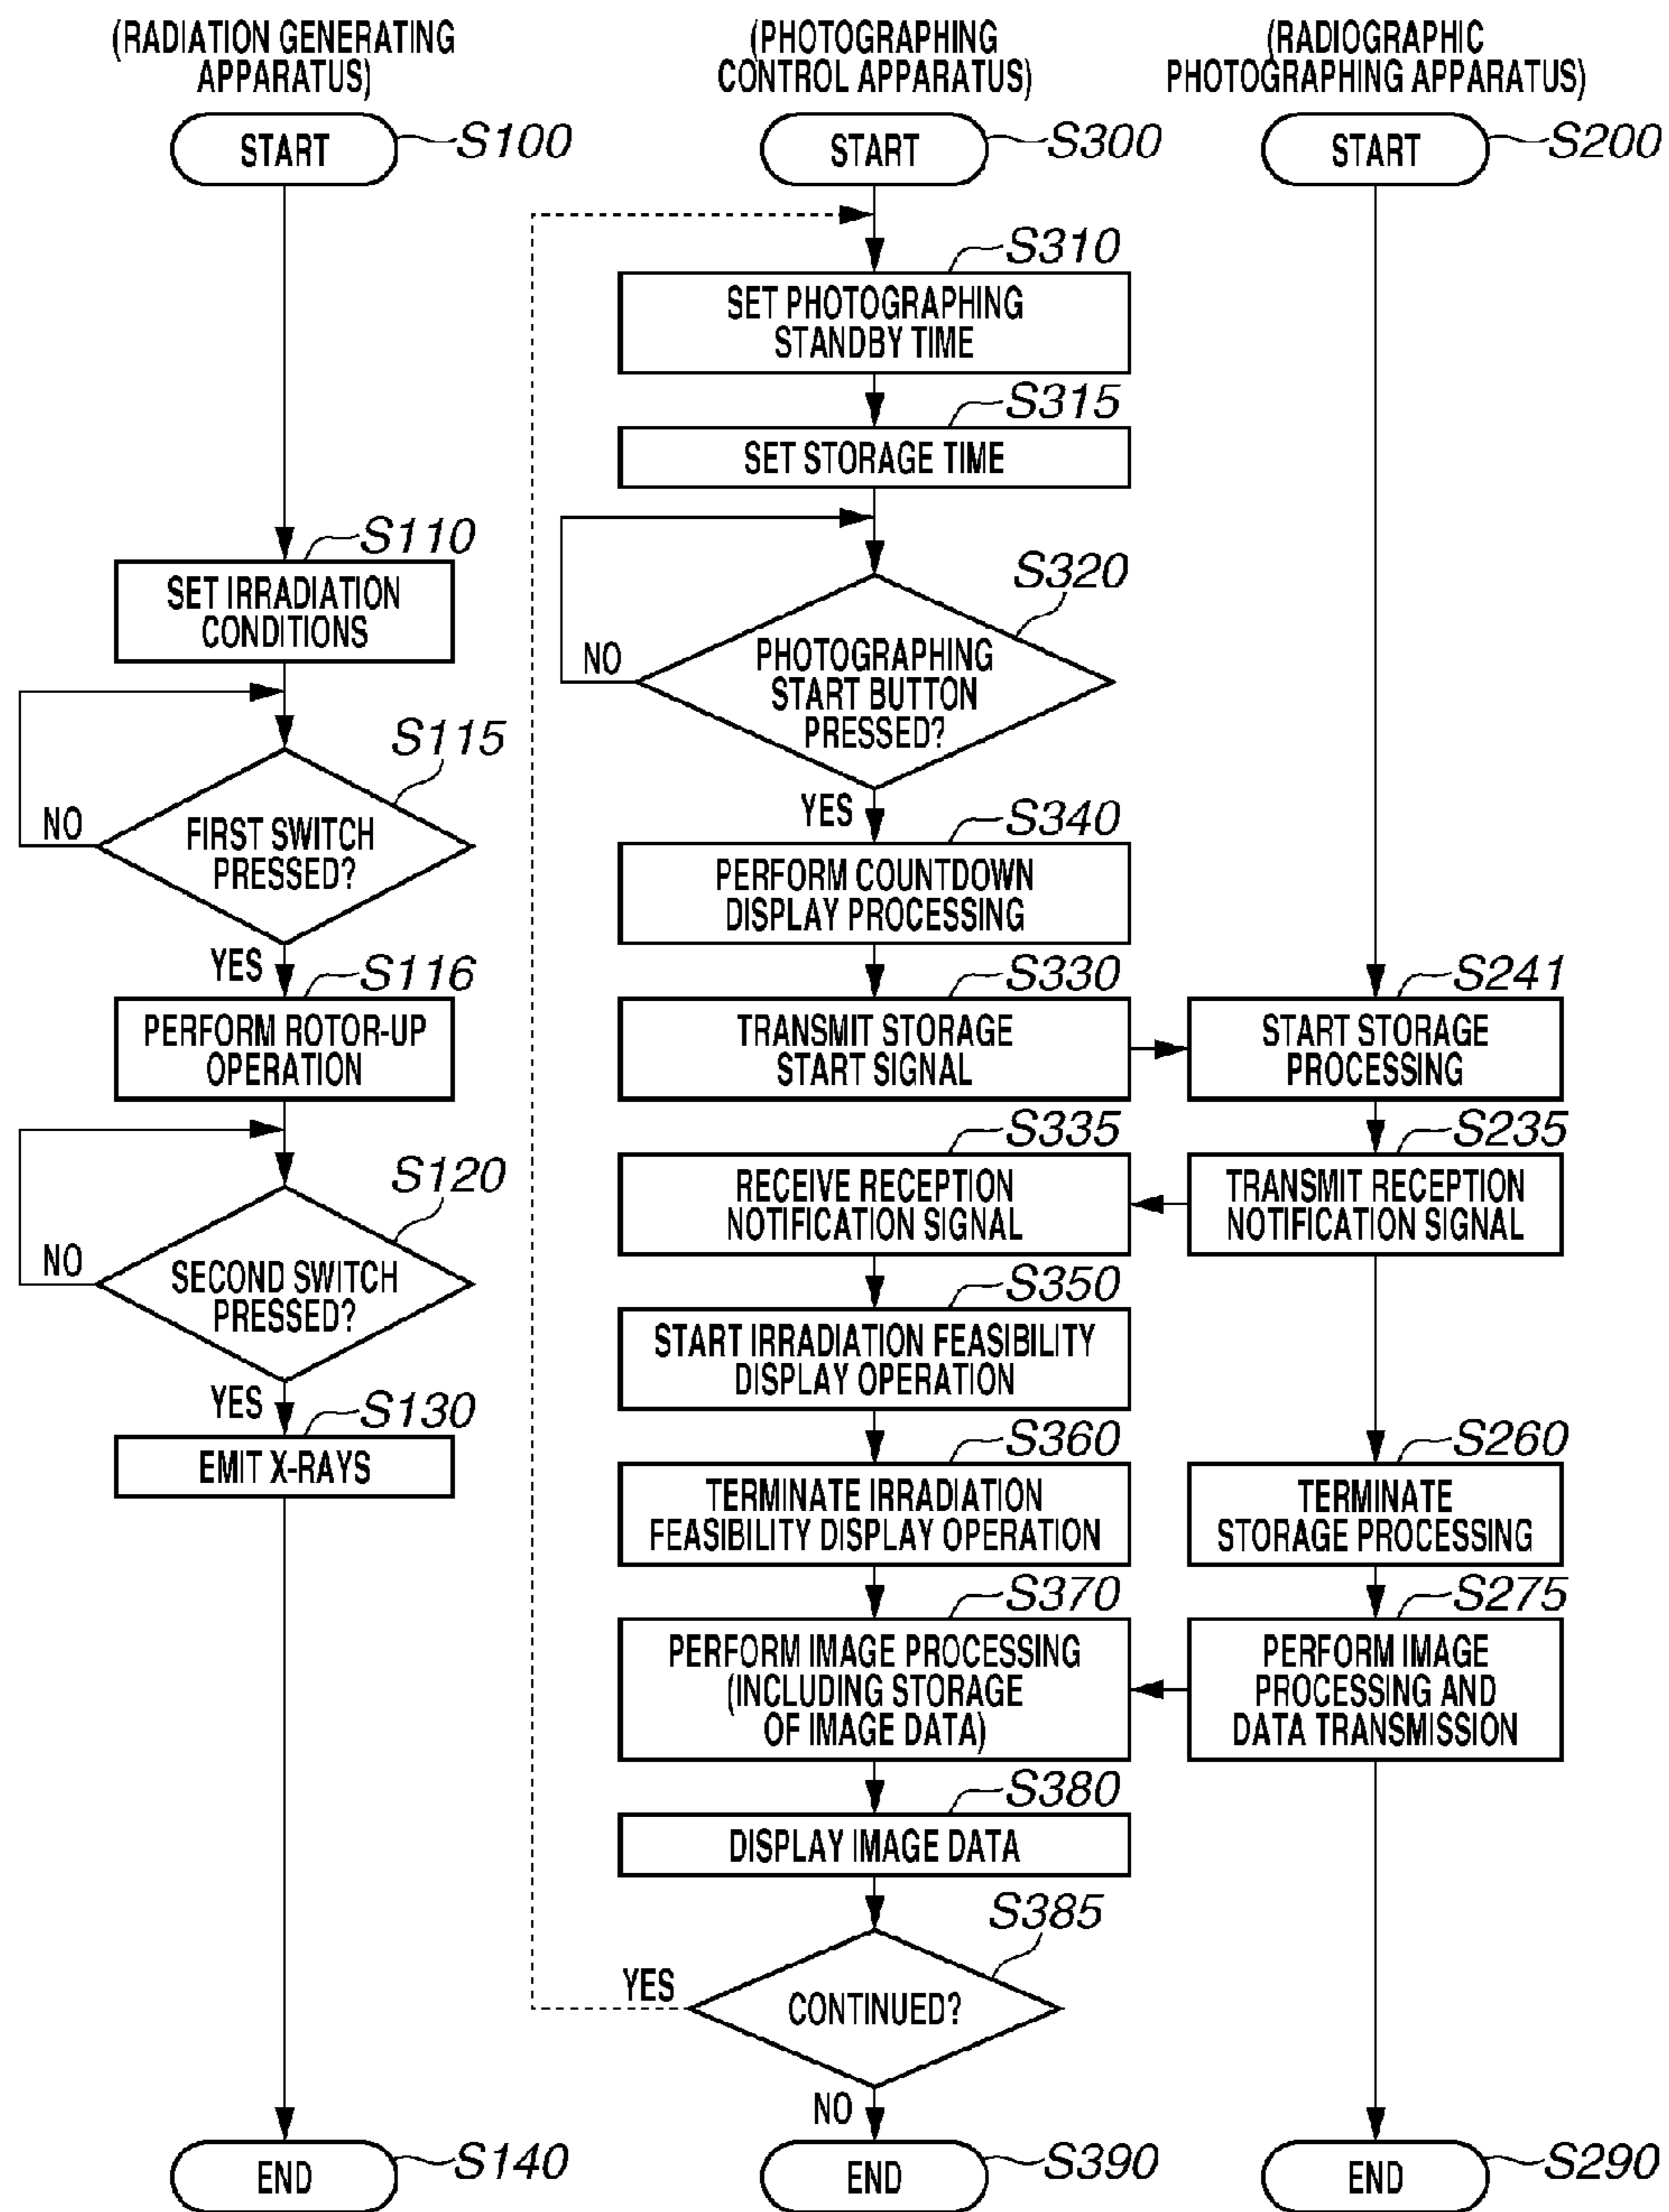 (RADIATION GENERATING
APPARATUS)
START
S100
S110
SET IRRADIATION
CONDITIONS
S115
NO
FIRST SWITCH
PRESSED?
YES
S116
PERFORM ROTOR-UP
OPERATION
S120
NO
SECOND SWITCH
PRESSED?
YES
S130
EMIT X-RAYS
END
S140
(PHOTOGRAPHING
CONTROL APPARATUS)
START
S300
S310
SET PHOTOGRAPHING
STANDBY TIME
S315
SET STORAGE TIME
S320
NO
PHOTOGRAPHING
START BUTTON
PRESSED?
YES
S340
PERFORM COUNTDOWN
DISPLAY PROCESSING
S330
TRANSMIT STORAGE
START SIGNAL
S335
RECEIVE RECEPTION
NOTIFICATION SIGNAL
S350
START IRRADIATION FEASIBILITY
DISPLAY OPERATION
S360
TERMINATE IRRADIATION
FEASIBILITY DISPLAY OPERATION
S370
PERFORM IMAGE PROCESSING
(INCLUDING STORAGE
OF IMAGE DATA)
S380
DISPLAY IMAGE DATA
S385
YES
CONTINUED?
NO
END
S390
(RADIOGRAPHIC
PHOTOGRAPHING APPARATUS)
START
S200
S241
START STORAGE
PROCESSING
S235
TRANSMIT RECEPTION
NOTIFICATION SIGNAL
S260
TERMINATE
STORAGE PROCESSING
S275
PERFORM IMAGE
PROCESSING AND
DATA TRANSMISSION
END
S290